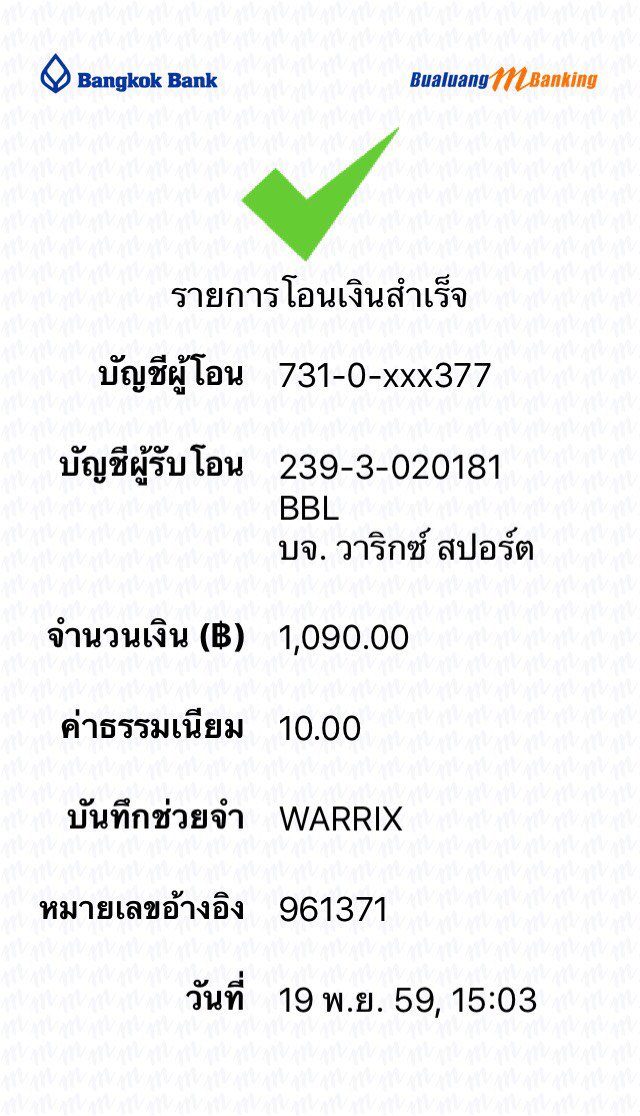 Bangkok Bank
Bualuang mBanking
รายการโอนเงินสำเร็จ
บัญชีผู้โอน 731-0-xxx377
บัญชีผู้รับโอน 239-3-020181
BBL
บจ. วาริกซ์ สปอร์ต
จำนวนเงิน (฿) 1,090.00
ค่าธรรมเนียม 10.00
บันทึกช่วยจำ WARRIX
หมายเลขอ้างอิง 961371
วันที่ 19 พ.ย. 59, 15:03